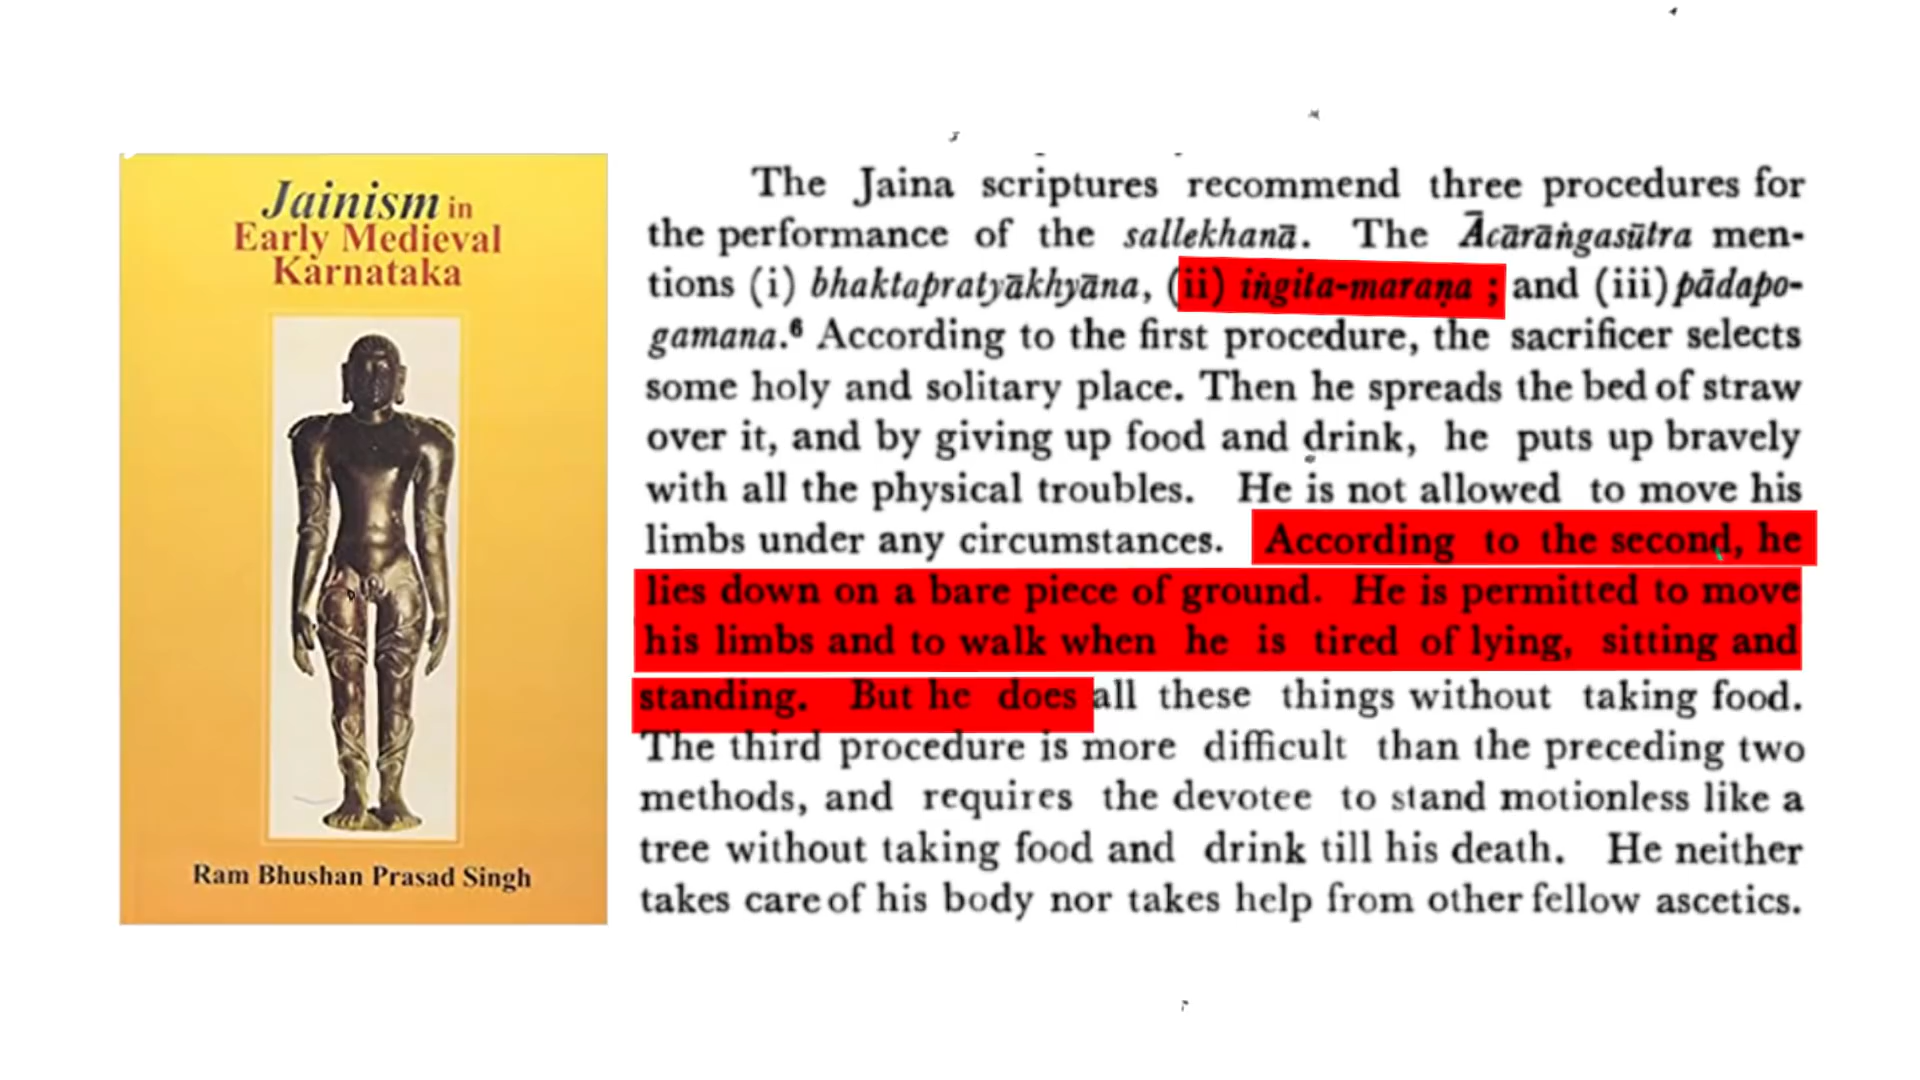 Jainism in
Early Medieval
Karnataka
Ram Bhushan Prasad Singh
The Jaina scriptures recommend three procedures for
the performance of the sallekhanā. The Ācārāṅgasūtra men-
tions (i) bhaktapratyākhyāna, (ii) iṅgita-maraṇa ; and (iii) pādapo-
gamana.⁶ According to the first procedure, the sacrificer selects
some holy and solitary place. Then he spreads the bed of straw
over it, and by giving up food and drink, he puts up bravely
with all the physical troubles. He is not allowed to move his
limbs under any circumstances. According to the second, he
lies down on a bare piece of ground. He is permitted to move
his limbs and to walk when he is tired of lying, sitting and
standing. But he does all these things without taking food.
The third procedure is more difficult than the preceding two
methods, and requires the devotee to stand motionless like a
tree without taking food and drink till his death. He neither
takes care of his body nor takes help from other fellow ascetics.